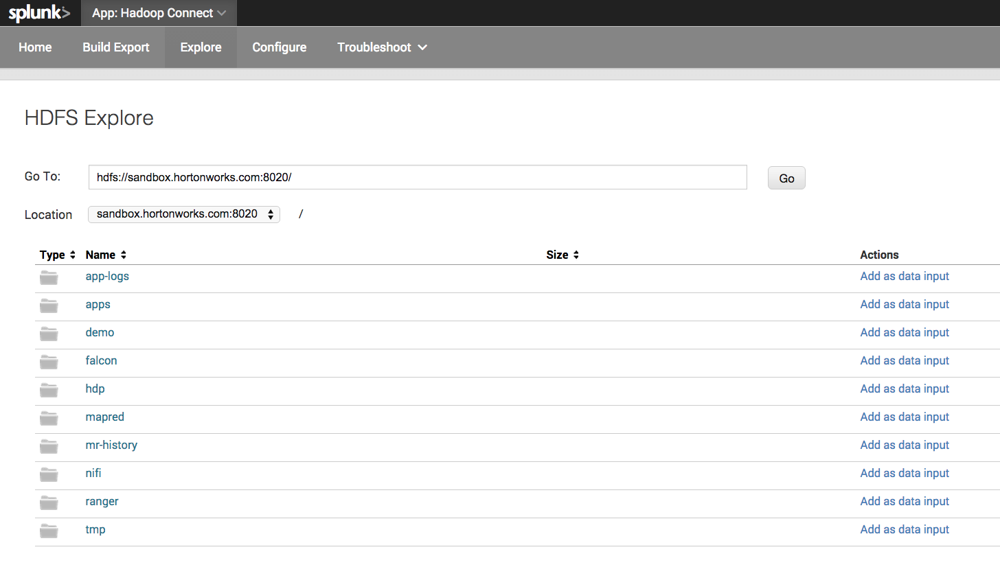 splunk> App: Hadoop Connect
Home Build Export Explore Configure Troubleshoot
HDFS Explore
Go To: hdfs://sandbox.hortonworks.com:8020/ Go
Location sandbox.hortonworks.com:8020 /
Type Name Size Actions
app-logs Add as data input
apps Add as data input
demo Add as data input
falcon Add as data input
hdp Add as data input
mapred Add as data input
mr-history Add as data input
nifi Add as data input
ranger Add as data input
tmp Add as data input